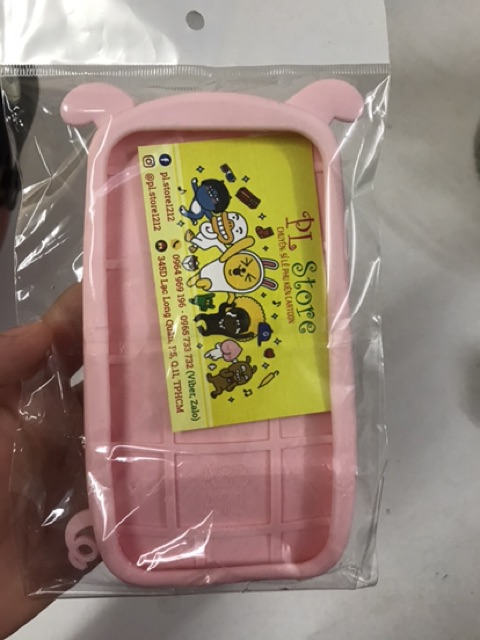 PL Store
CHUYÊN SỈ LẺ PHỤ KIỆN CARTOON
pl.store1212
@pl.store1212
0964 969 196 - 0965 733 732 (Viber, Zalo)
345D Lạc Long Quân, F5, Q.11, TPHCM